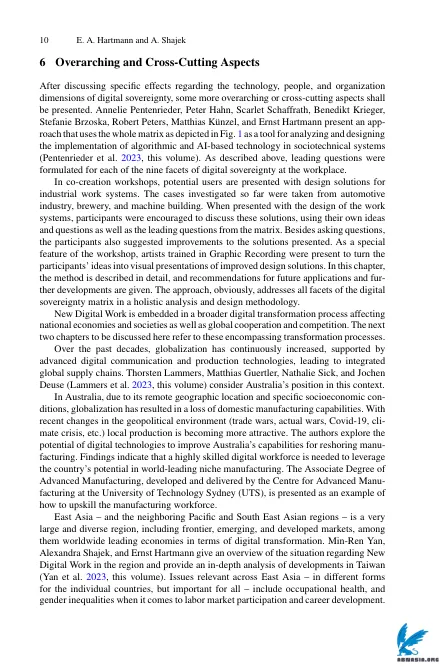 10 E. A. Hartmann and A. Shajek
6 Overarching and Cross-Cutting Aspects
After discussing specific effects regarding the technology, people, and organization
dimensions of digital sovereignty, some more overarching or cross-cutting aspects shall
be presented. Annelie Pentenrieder, Peter Hahn, Scarlet Schaffrath, Benedikt Krieger,
Stefanie Brzoska, Robert Peters, Matthias Künzel, and Ernst Hartmann present an app-
roach that uses the whole matrix as depicted in Fig. 1 as a tool for analyzing and designing
the implementation of algorithmic and AI-based technology in sociotechnical systems
(Pentenrieder et al. 2023, this volume). As described above, leading questions were
formulated for each of the nine facets of digital sovereignty at the workplace.
In co-creation workshops, potential users are presented with design solutions for
industrial work systems. The cases investigated so far were taken from automotive
industry, brewery, and machine building. When presented with the design of the work
systems, participants were encouraged to discuss these solutions, using their own ideas
and questions as well as the leading questions from the matrix. Besides asking questions,
the participants also suggested improvements to the solutions presented. As a special
feature of the workshop, artists trained in Graphic Recording were present to turn the
participants' ideas into visual presentations of improved design solutions. In this chapter,
the method is described in detail, and recommendations for future applications and fur-
ther developments are given. The approach, obviously, addresses all facets of the digital
sovereignty matrix in a holistic analysis and design methodology.
New Digital Work is embedded in a broader digital transformation process affecting
national economies and societies as well as global cooperation and competition. The next
two chapters to be discussed here refer to these encompassing transformation processes.
Over the past decades, globalization has continuously increased, supported by
advanced digital communication and production technologies, leading to integrated
global supply chains. Thorsten Lammers, Matthias Guertler, Nathalie Sick, and Jochen
Deuse (Lammers et al. 2023, this volume) consider Australia's position in this context.
In Australia, due to its remote geographic location and specific socioeconomic con-
ditions, globalization has resulted in a loss of domestic manufacturing capabilities. With
recent changes in the geopolitical environment (trade wars, actual wars, Covid-19, cli-
mate crisis, etc.) local production is becoming more attractive. The authors explore the
potential of digital technologies to improve Australia's capabilities for reshoring manu-
facturing. Findings indicate that a highly skilled digital workforce is needed to leverage
the country's potential in world-leading niche manufacturing. The Associate Degree of
Advanced Manufacturing, developed and delivered by the Centre for Advanced Manu-
facturing at the University of Technology Sydney (UTS), is presented as an example of
how to upskill the manufacturing workforce.
East Asia – and the neighboring Pacific and South East Asian regions – is a very
large and diverse region, including frontier, emerging, and developed markets, among
them worldwide leading economies in terms of digital transformation. Min-Ren Yan,
Alexandra Shajek, and Ernst Hartmann give an overview of the situation regarding New
Digital Work in the region and provide an in-depth analysis of developments in Taiwan
(Yan et al. 2023, this volume). Issues relevant across East Asia – in different forms
for the individual countries, but important for all – include occupational health, and
gender inequalities when it comes to labor market participation and career development.